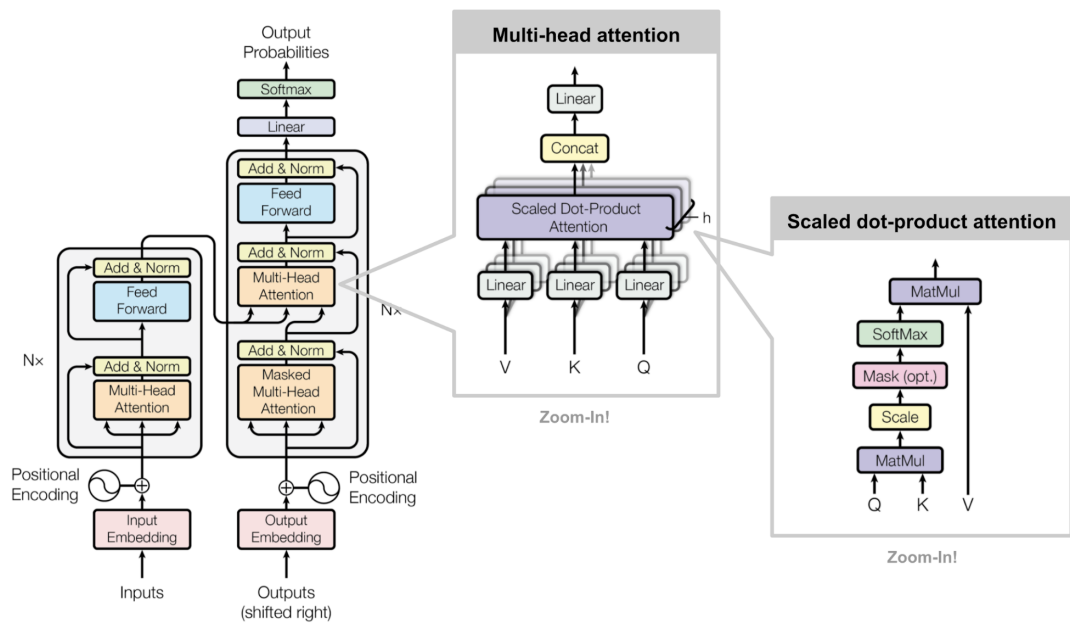 Output
Probabilities
Softmax
Linear
Add & Norm
Feed
Forward
Add & Norm
Multi-Head
Attention
Nx
Add & Norm
Masked
Multi-Head
Attention
Positional
Encoding
Output
Embedding
Outputs
(shifted right)
Add & Norm
Feed
Forward
Nx
Add & Norm
Multi-Head
Attention
Positional
Encoding
Input
Embedding
Inputs
Multi-head attention
Linear
Concat
Scaled Dot-Product
Attention
h
Linear
Linear
Linear
V
K
Q
Zoom-In!
Scaled dot-product attention
MatMul
SoftMax
Mask (opt.)
Scale
MatMul
Q
K
V
Zoom-In!